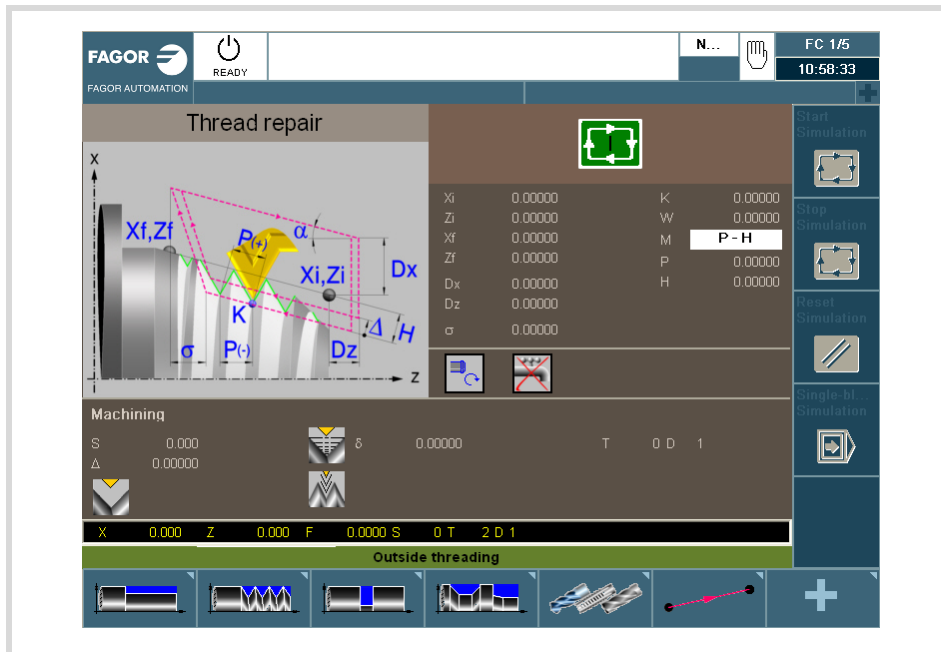 FAGOR
READY
N...
FC 1/5
10:58:33
FAGOR AUTOMATION
Thread repair
X
Xf,Zf
P(+)
α
Xi,Zi
Dx
K
Δ
H
σ
P(-)
Dz
Z
Xi 0.00000
Zi 0.00000
Xf 0.00000
Zf 0.00000
Dx 0.00000
Dz 0.00000
σ 0.00000
K 0.00000
W 0.00000
M P - H
P 0.00000
H 0.00000
Start
Simulation
Stop
Simulation
Reset
Simulation
Single-bl...
Simulation
Machining
S 0.000
Δ 0.00000
δ 0.00000
T 0 D 1
X 0.000 Z 0.000 F 0.0000 S 0 T 2 D 1
Outside threading